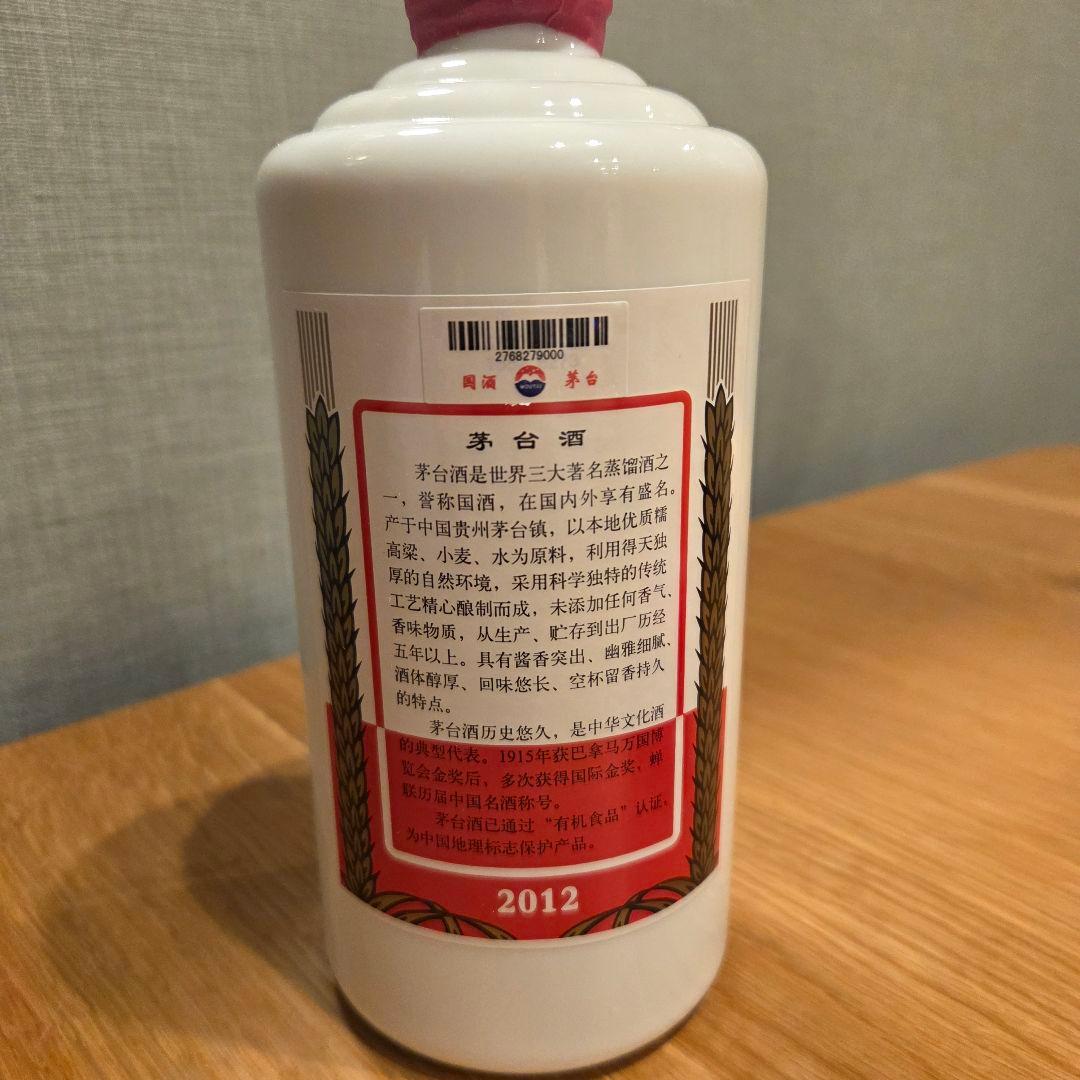 2768279000
国酒 茅台
茅台酒
茅台酒是世界三大著名蒸馏酒之
一，誉称国酒，在国内外享有盛名。
产于中国贵州茅台镇，以本地优质糯
高粱、小麦、水为原料，利用得天独
厚的自然环境，采用科学独特的传统
工艺精心酿制而成，未添加任何香气、
香味物质，从生产、贮存到出厂历经
五年以上。具有酱香突出、幽雅细腻、
酒体醇厚、回味悠长、空杯留香持久
的特点。
茅台酒历史悠久，是中华文化酒
的典型代表。1915年获巴拿马万国博
览会金奖后，多次获得国际金奖，蝉
联历届中国名酒称号。
茅台酒已通过“有机食品”认证，
为中国地理标志保护产品。
2012